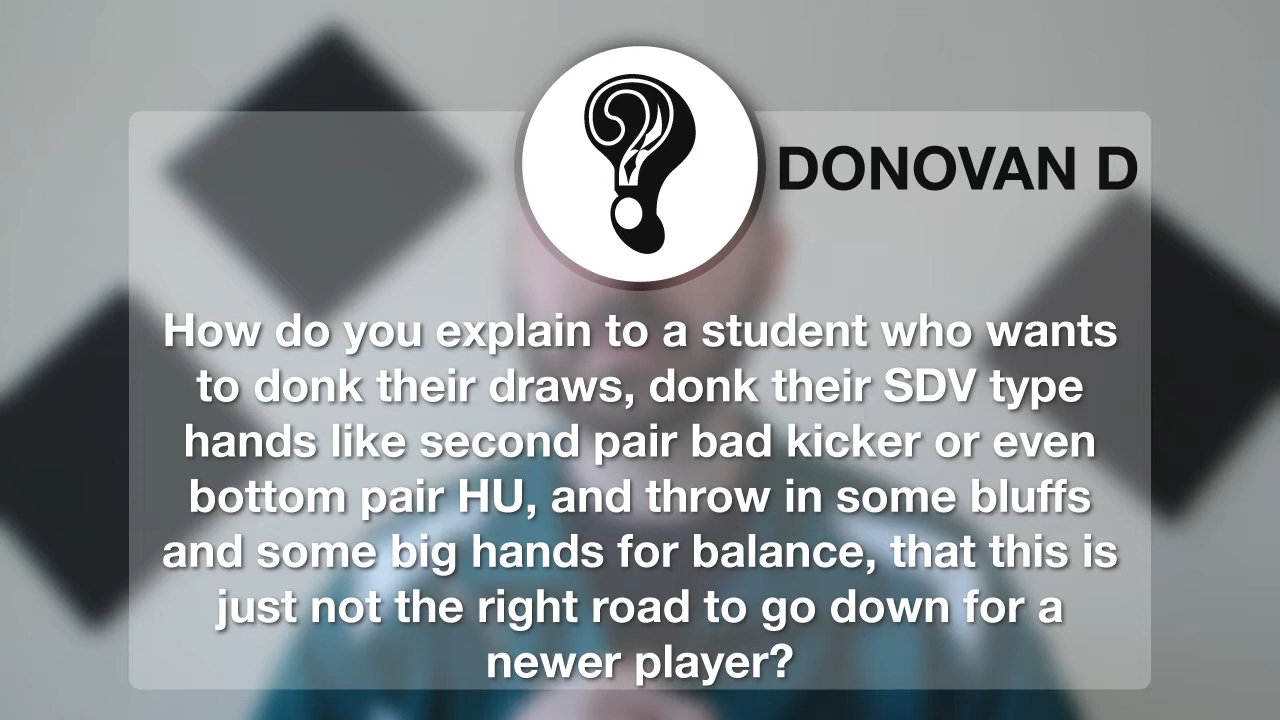 DONOVAN D
How do you explain to a student who wants
to donk their draws, donk their SDV type
hands like second pair bad kicker or even
bottom pair HU, and throw in some bluffs
and some big hands for balance, that this is
just not the right road to go down for a
newer player?